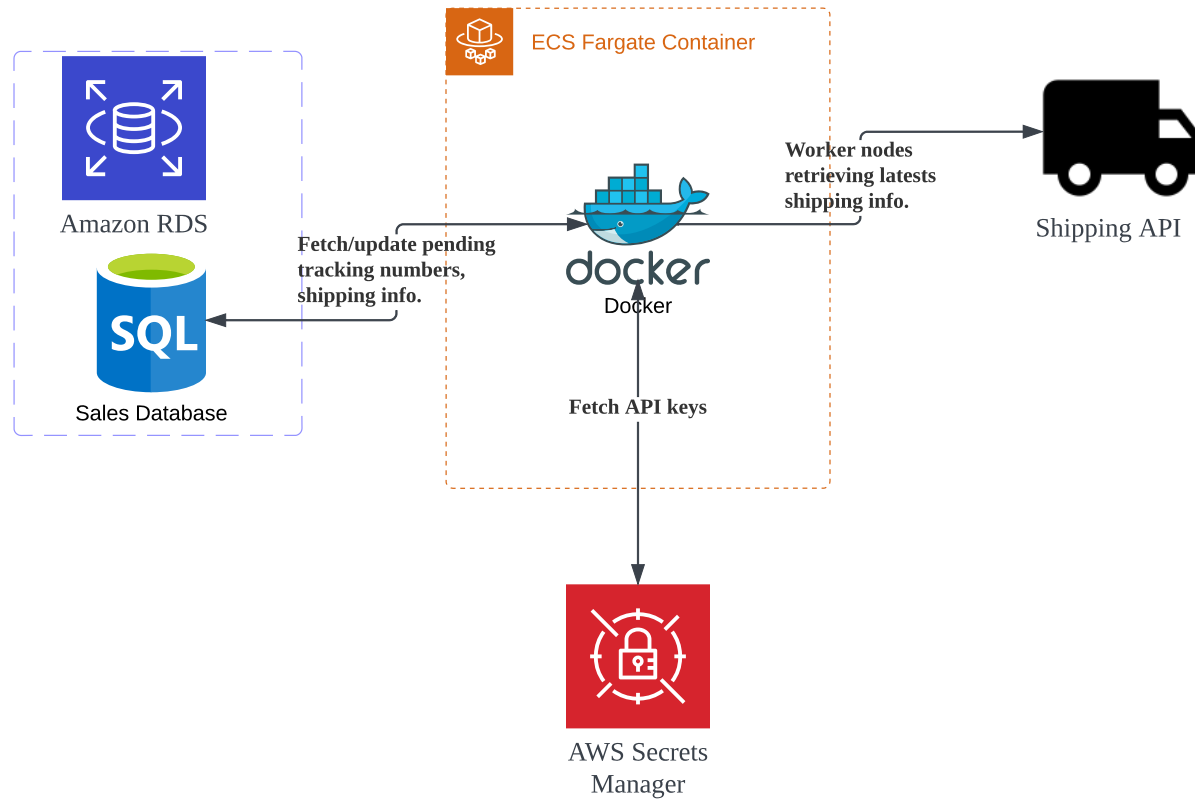 ECS Fargate Container
Amazon RDS
SQL
Sales Database
Fetch/update pending
tracking numbers,
shipping info.
docker
Docker
Worker nodes
retrieving latests
shipping info.
Shipping API
Fetch API keys
AWS Secrets
Manager